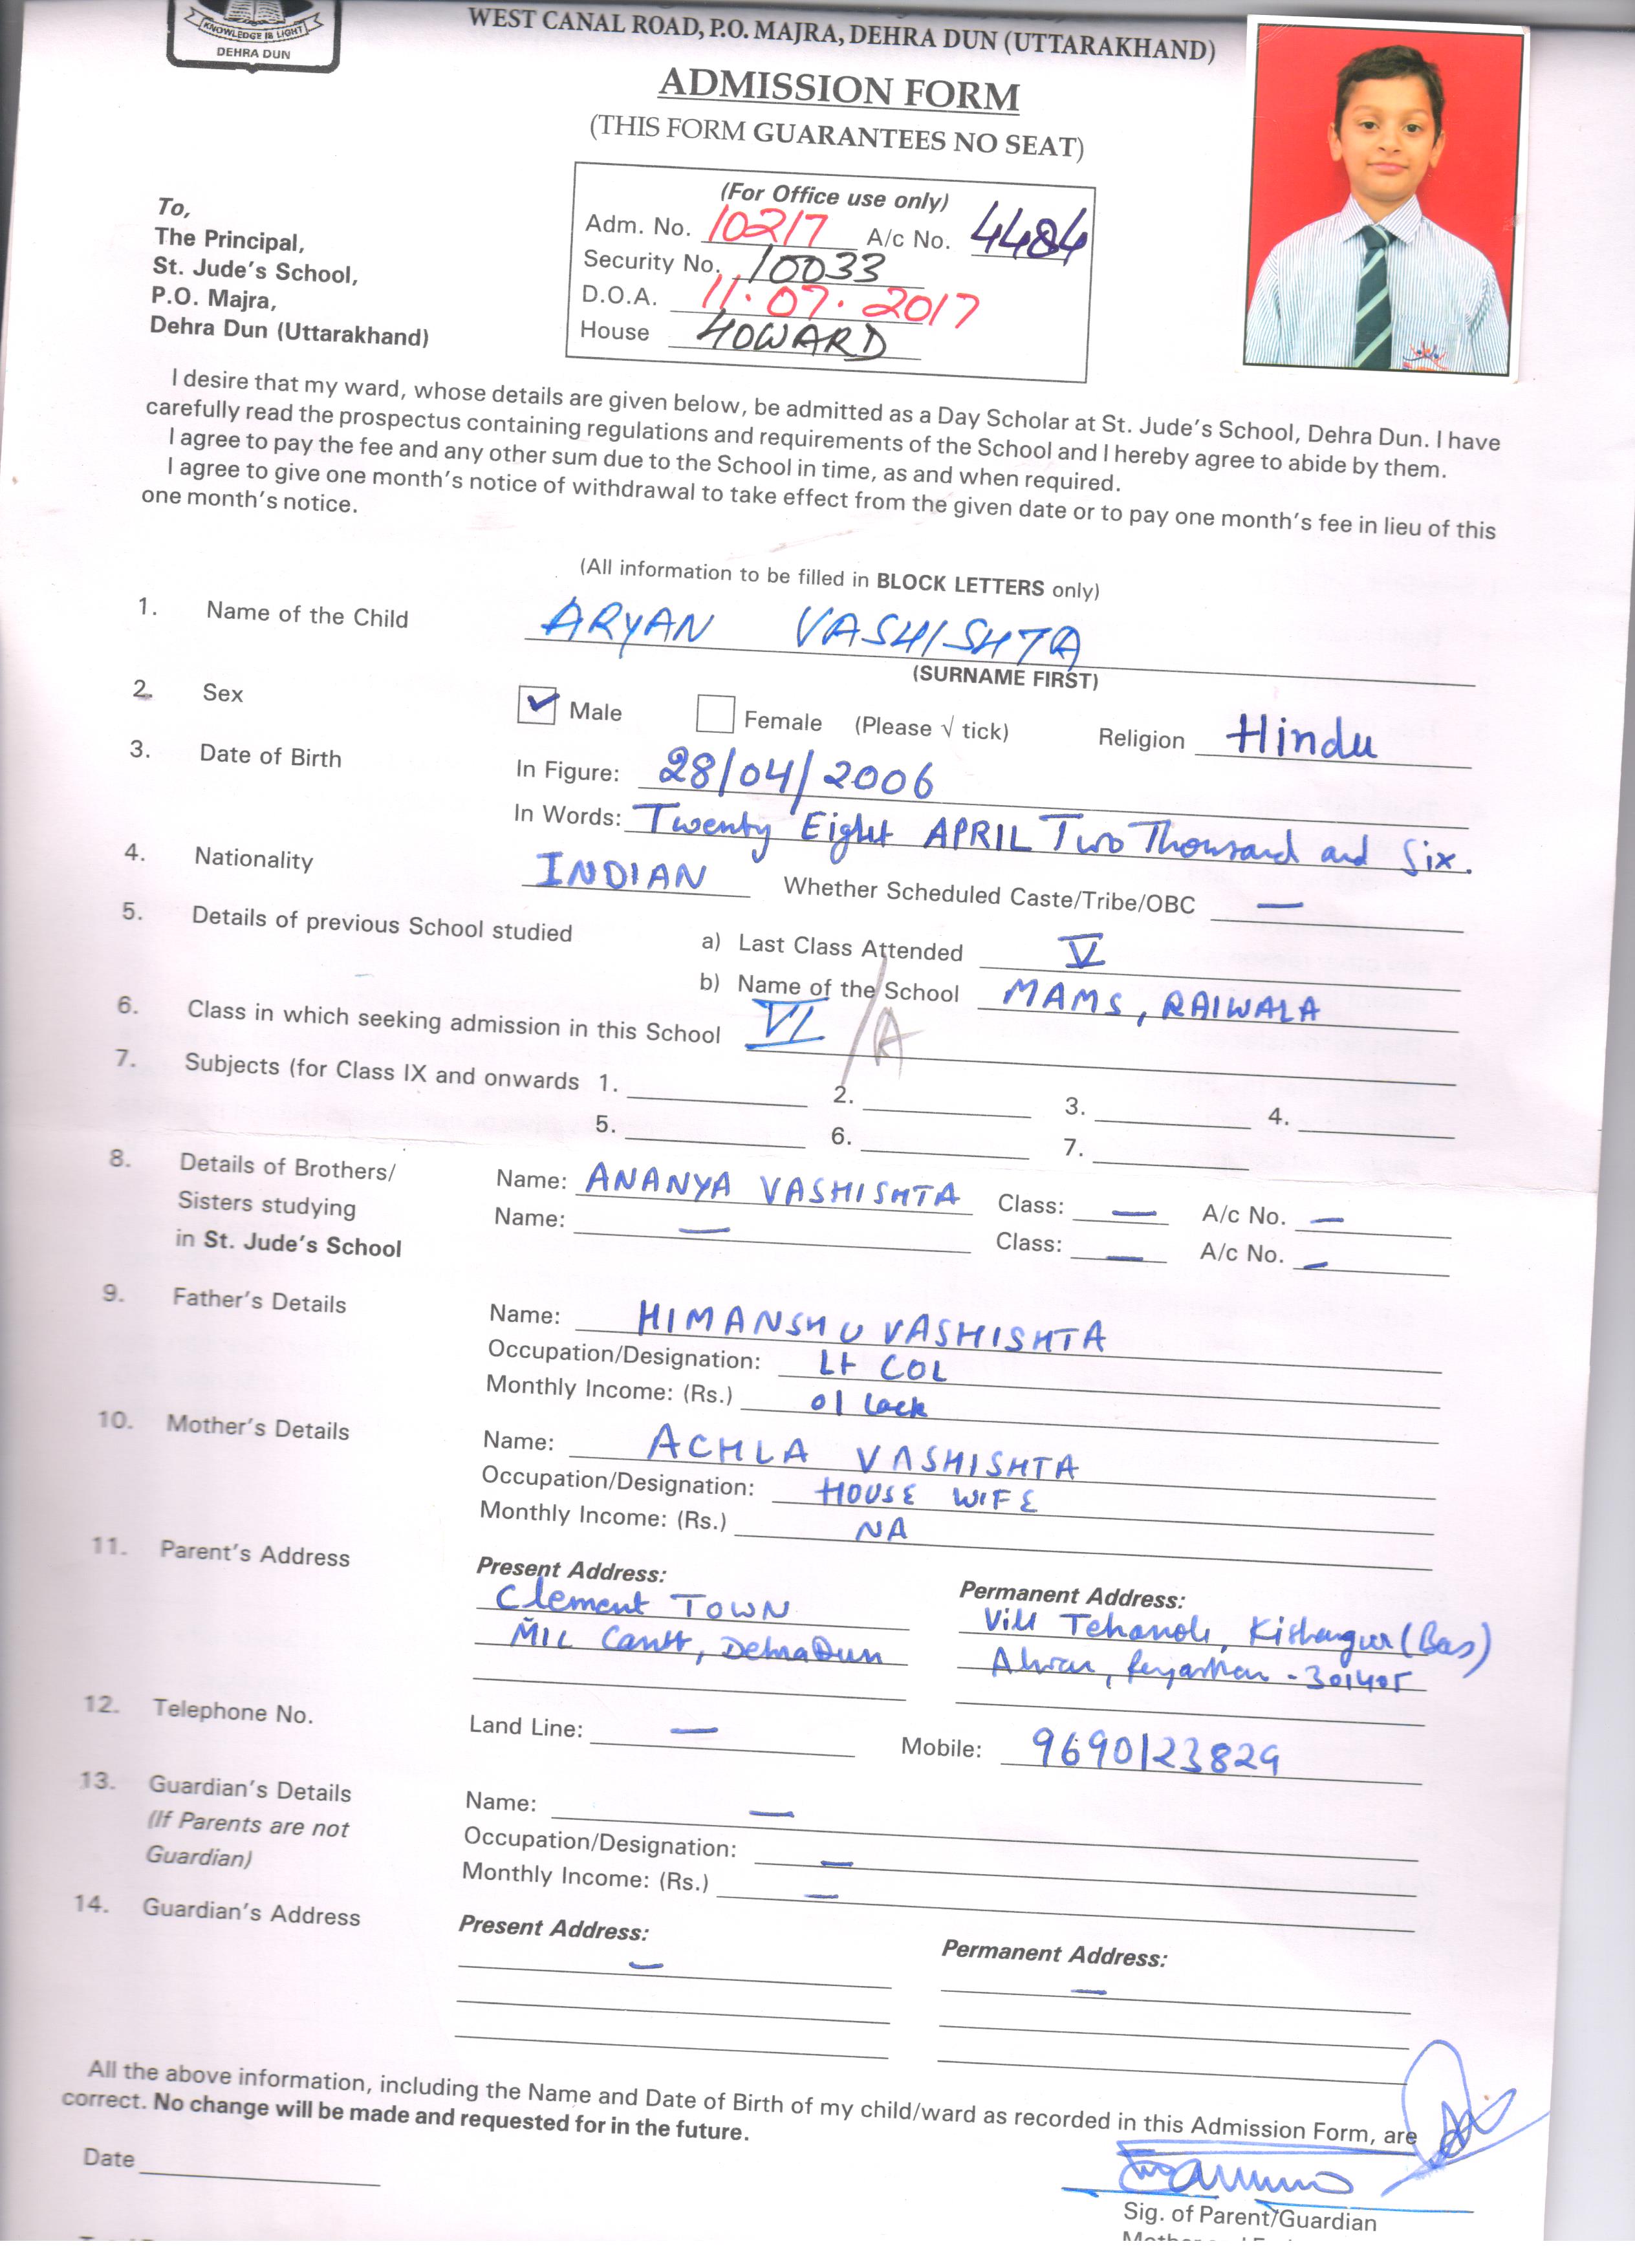 KNOWLEDGE IS LIGHT
DEHRA DUN
WEST CANAL ROAD, P.O. MAJRA, DEHRA DUN (UTTARAKHAND)
ADMISSION FORM
(THIS FORM GUARANTEES NO SEAT)
(For Office use only)
Adm. No. 10217 A/c No. 4484
Security No. 10033
D.O.A. 11.07.2017
House HOWARD
To,
The Principal,
St. Jude's School,
P.O. Majra,
Dehra Dun (Uttarakhand)
I desire that my ward, whose details are given below, be admitted as a Day Scholar at St. Jude's School, Dehra Dun. I have
carefully read the prospectus containing regulations and requirements of the School and I hereby agree to abide by them.
I agree to pay the fee and any other sum due to the School in time, as and when required.
I agree to give one month's notice of withdrawal to take effect from the given date or to pay one month's fee in lieu of this
one month's notice.
(All information to be filled in BLOCK LETTERS only)
1. Name of the Child ARYAN VASHISHTA
(SURNAME FIRST)
2. Sex Male Female (Please √ tick) Religion Hindu
3. Date of Birth In Figure: 28/04/2006
In Words: Twenty Eight APRIL Two Thousand and Six.
4. Nationality INDIAN Whether Scheduled Caste/Tribe/OBC —
5. Details of previous School studied a) Last Class Attended V
b) Name of the School MAMS, RAIWALA
6. Class in which seeking admission in this School VI/A
7. Subjects (for Class IX and onwards 1. 2. 3. 4.
5. 6. 7.
8. Details of Brothers/ Name: ANANYA VASHISHTA Class: — A/c No. —
Sisters studying Name: — Class: — A/c No. —
in St. Jude's School
9. Father's Details Name: HIMANSHU VASHISHTA
Occupation/Designation: Lt COL
Monthly Income: (Rs.) 01 Lack
10. Mother's Details Name: ACHLA VASHISHTA
Occupation/Designation: HOUSE WIFE
Monthly Income: (Rs.) NA
11. Parent's Address Present Address: Permanent Address:
Clement TOWN Vill Tehanoli, Kishangur (Bas)
MIL Cantt, DehraDun Alwar, Rajasthan - 301405
12. Telephone No. Land Line: — Mobile: 9690123829
13. Guardian's Details Name: —
(If Parents are not Occupation/Designation: —
Guardian) Monthly Income: (Rs.) —
14. Guardian's Address Present Address: — Permanent Address: —
All the above information, including the Name and Date of Birth of my child/ward as recorded in this Admission Form, are
correct. No change will be made and requested for in the future.
Date
Sig. of Parent/Guardian